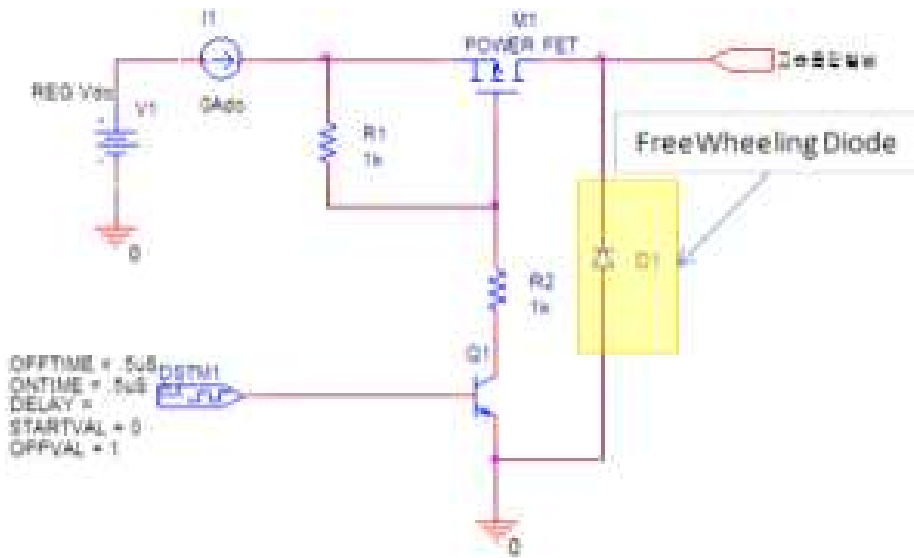 I1
M1
POWER FET
REG Vdc
V1
0Adc
R1
1k
FreeWheeling Diode
0
R2
1k
D1
Q1
OFFTIME = .5uS
DSTM1
ONTIME = .5uS
DELAY =
STARTVAL = 0
OFFVAL = 1
0